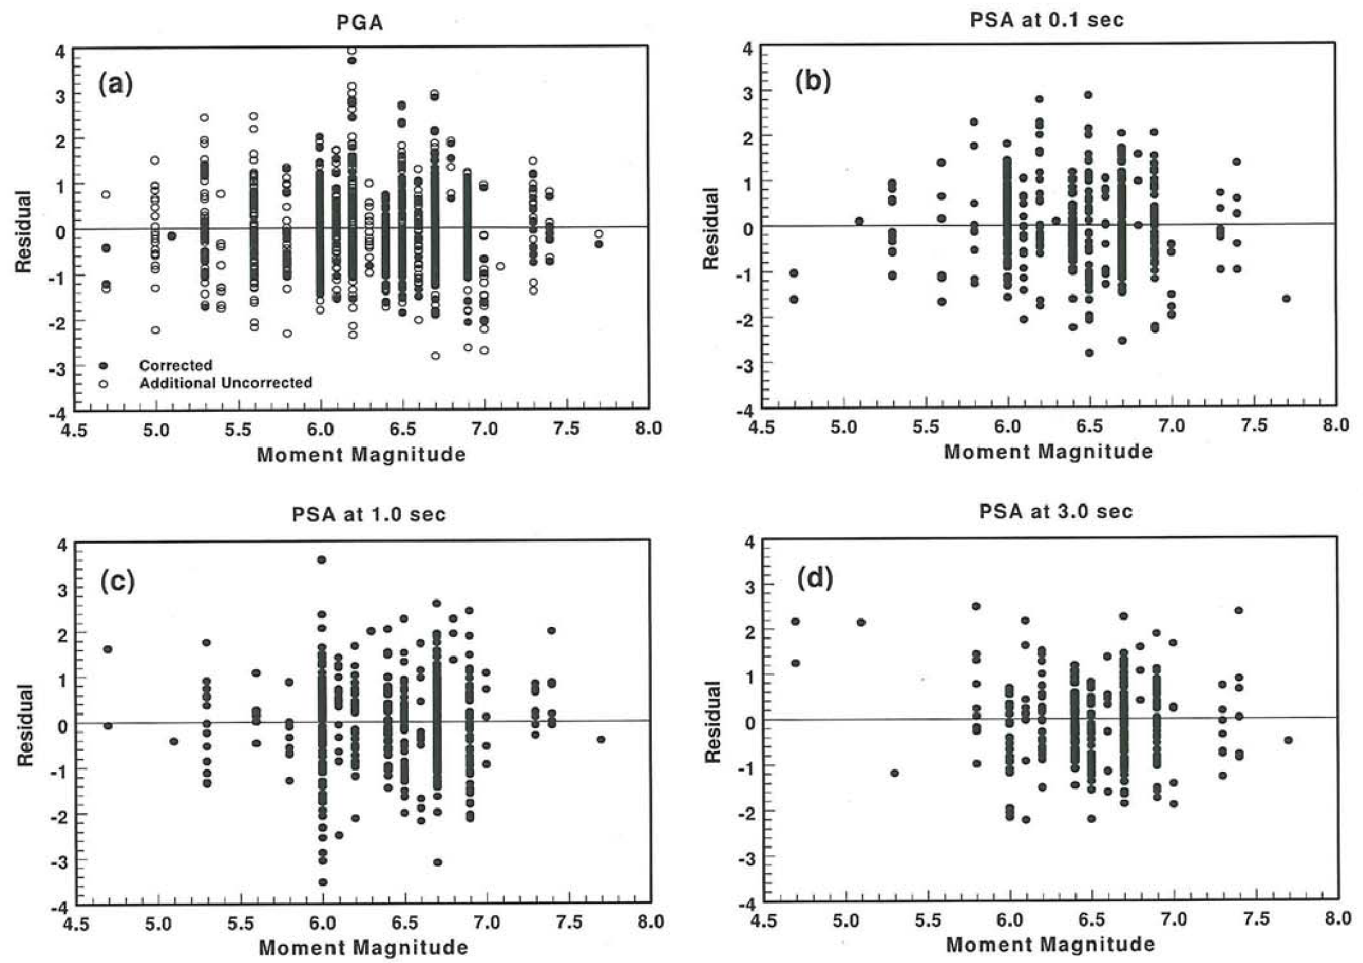 PGA
(a)
4
3
2
1
0
-1
-2
-3
-4
Residual
Corrected
Additional Uncorrected
4.5 5.0 5.5 6.0 6.5 7.0 7.5 8.0
Moment Magnitude
PSA at 0.1 sec
(b)
4
3
2
1
0
-1
-2
-3
-4
Residual
4.5 5.0 5.5 6.0 6.5 7.0 7.5 8.0
Moment Magnitude
PSA at 1.0 sec
(c)
4
3
2
1
0
-1
-2
-3
-4
Residual
4.5 5.0 5.5 6.0 6.5 7.0 7.5 8.0
Moment Magnitude
PSA at 3.0 sec
(d)
4
3
2
1
0
-1
-2
-3
-4
Residual
4.5 5.0 5.5 6.0 6.5 7.0 7.5 8.0
Moment Magnitude